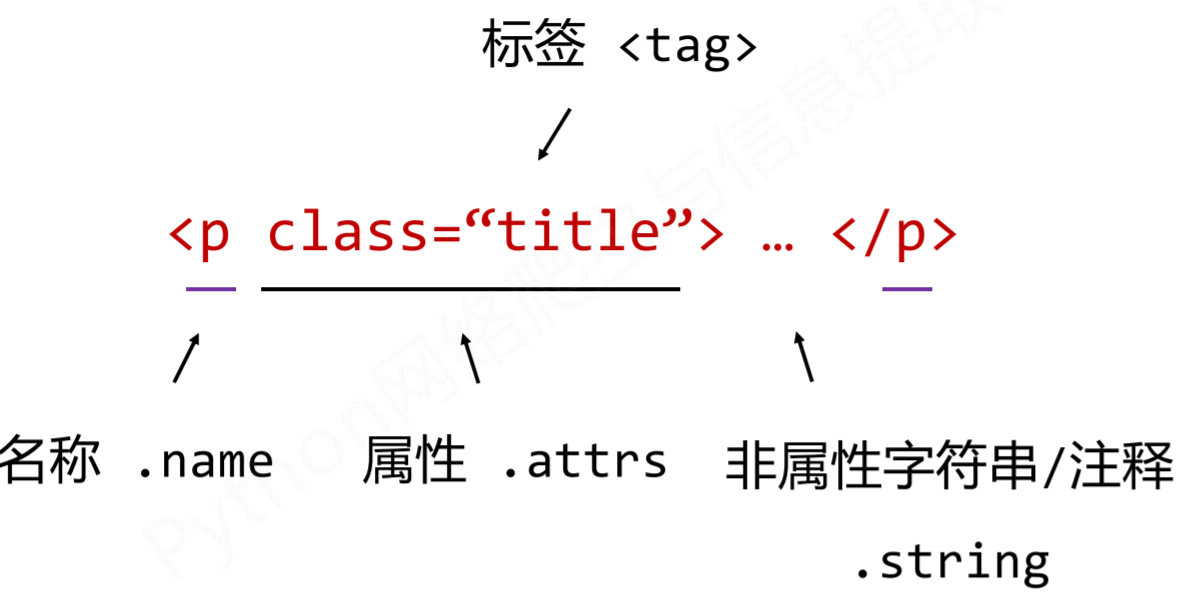 标签 <tag>
<p class=“title”> … </p>
名称 .name 属性 .attrs 非属性字符串/注释
.string
Python网络爬虫与信息提取